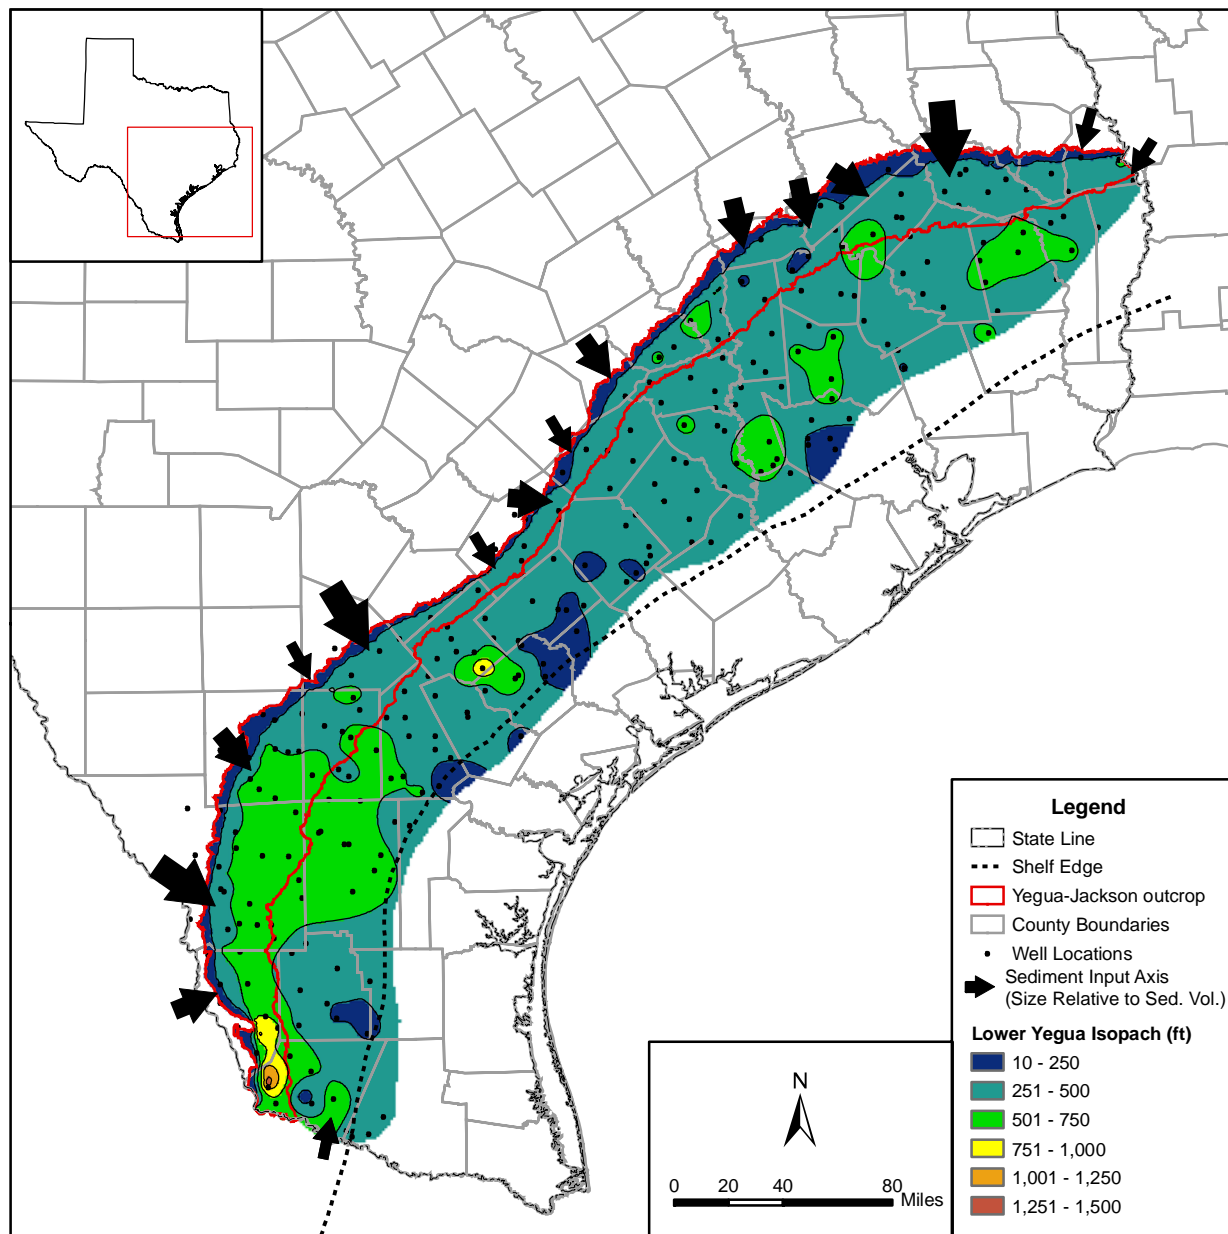 Legend
State Line
Shelf Edge
Yegua-Jackson outcrop
County Boundaries
Well Locations
Sediment Input Axis
(Size Relative to Sed. Vol.)
Lower Yegua Isopach (ft)
10 - 250
251 - 500
501 - 750
751 - 1,000
1,001 - 1,250
1,251 - 1,500
N
0 20 40 80 Miles